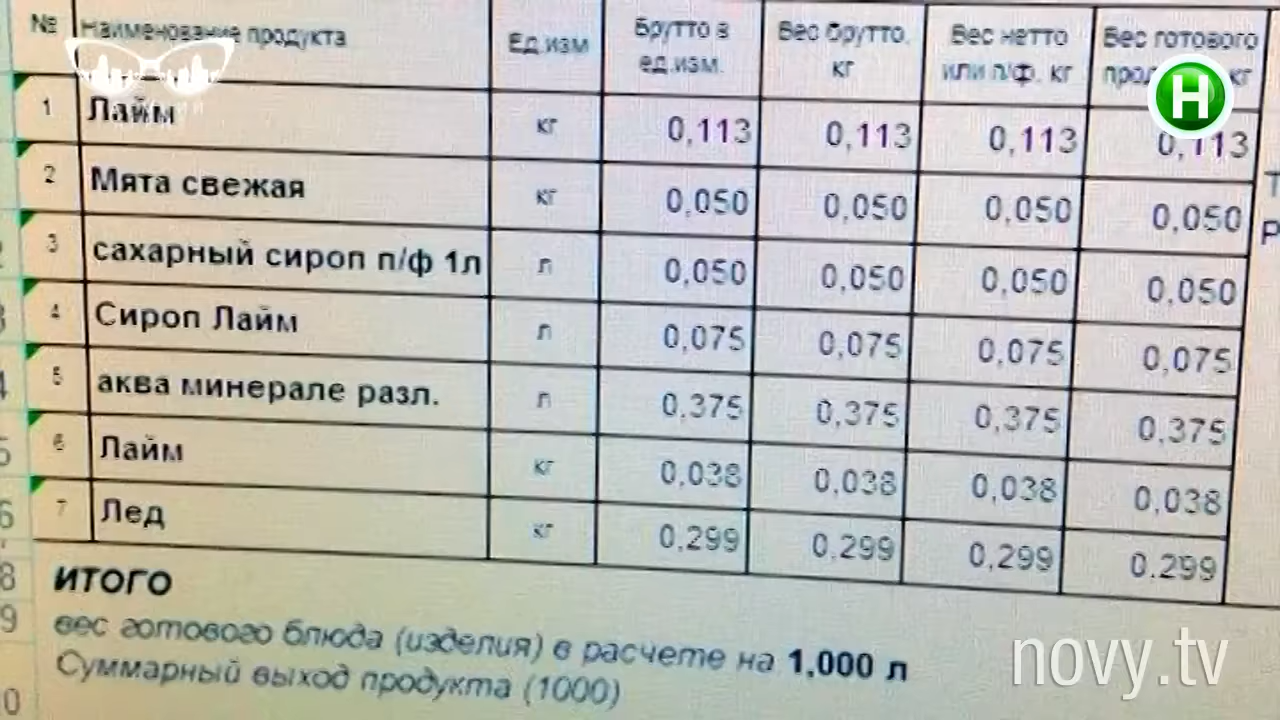 № Наименование продукта Ед.изм Брутто в ед.изм. Вес брутто, кг Вес нетто или п/ф, кг Вес готового кг
1 Лайм кг 0,113 0,113 0,113 0,113
2 Мята свежая кг 0,050 0,050 0,050 0,050
3 сахарный сироп п/ф 1л л 0,050 0,050 0,050 0,050
4 Сироп Лайм л 0,075 0,075 0,075 0,075
5 аква минерале разл. л 0,375 0,375 0,375 0,375
6 Лайм кг 0,038 0,038 0,038 0,038
7 Лед кг 0,299 0,299 0,299 0.299
ИТОГО
вес готового блюда (изделия) в расчете на 1,000 л
Суммарный выход продукта (1000)
Н
novy.tv